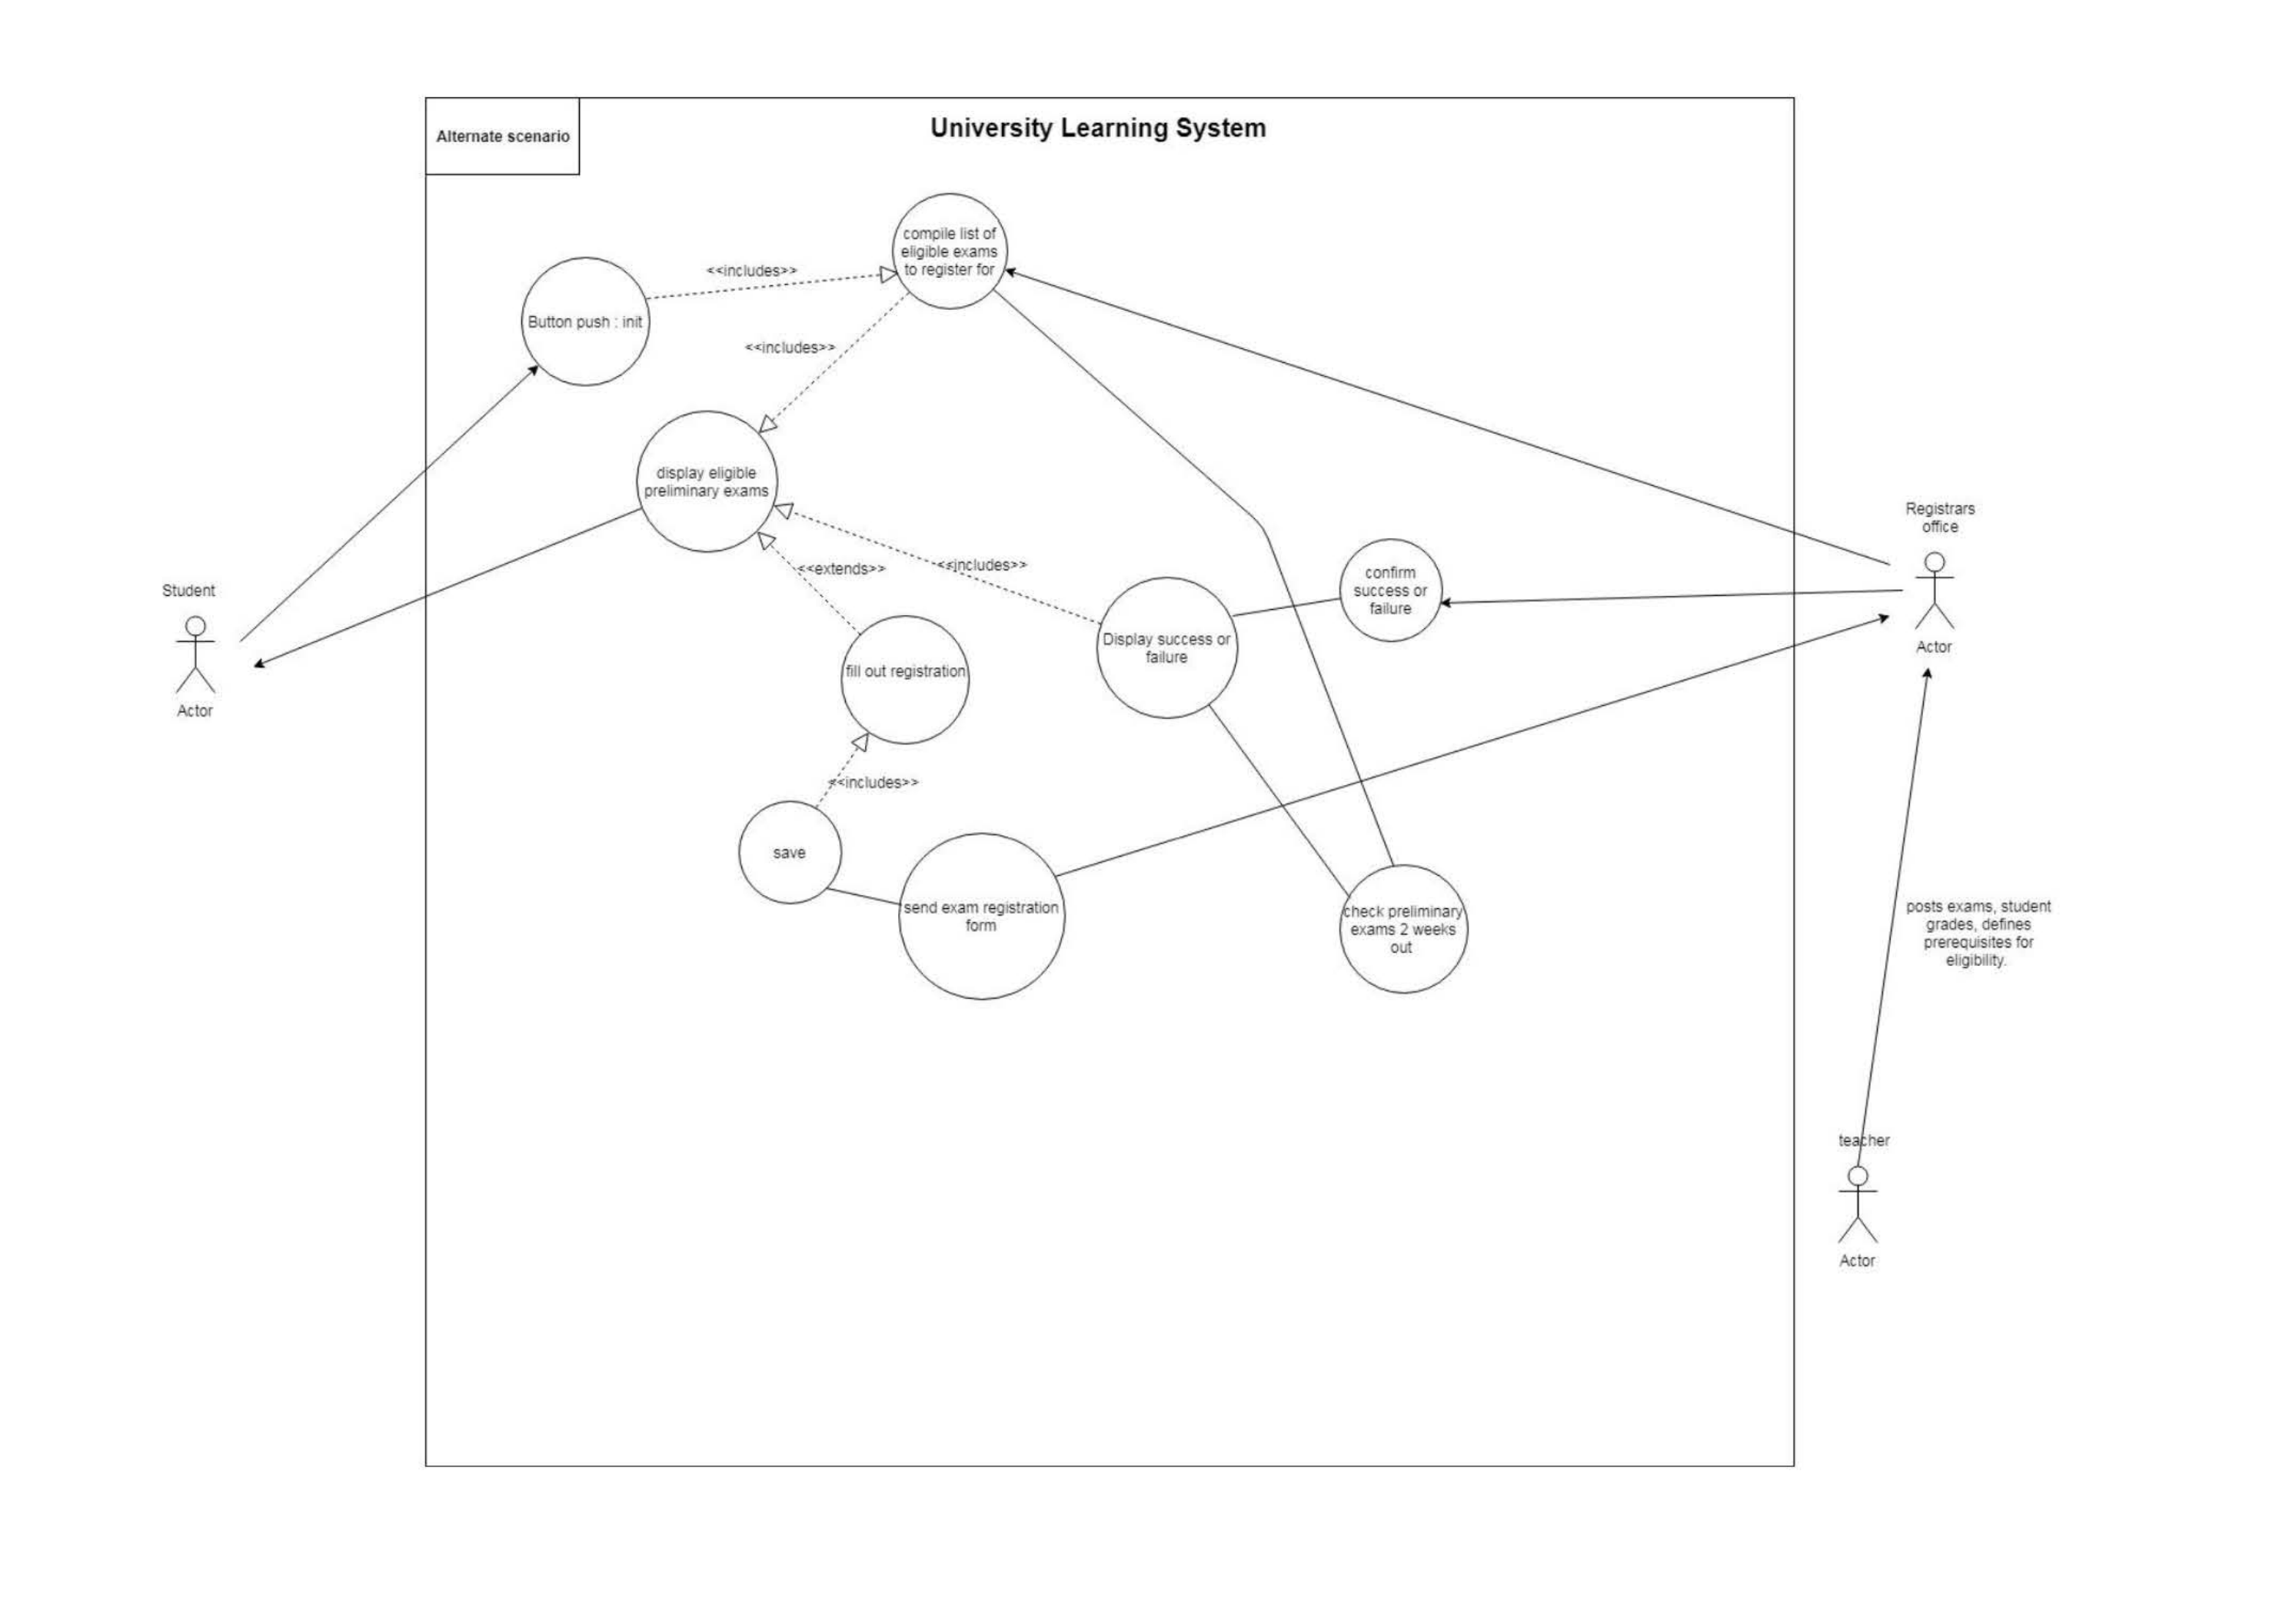 Alternate scenario
University Learning System
compile list of
eligible exams
to register for
<<includes>>
Button push : init
<<includes>>
display eligible
preliminary exams
Registrars
office
<<extends>>
<<includes>>
confirm
success or
failure
Student
Display success or
failure
Actor
fill out registration
Actor
<<includes>>
save
send exam registration
form
check preliminary
exams 2 weeks
out
posts exams, student
grades, defines
prerequisites for
eligibility.
teacher
Actor